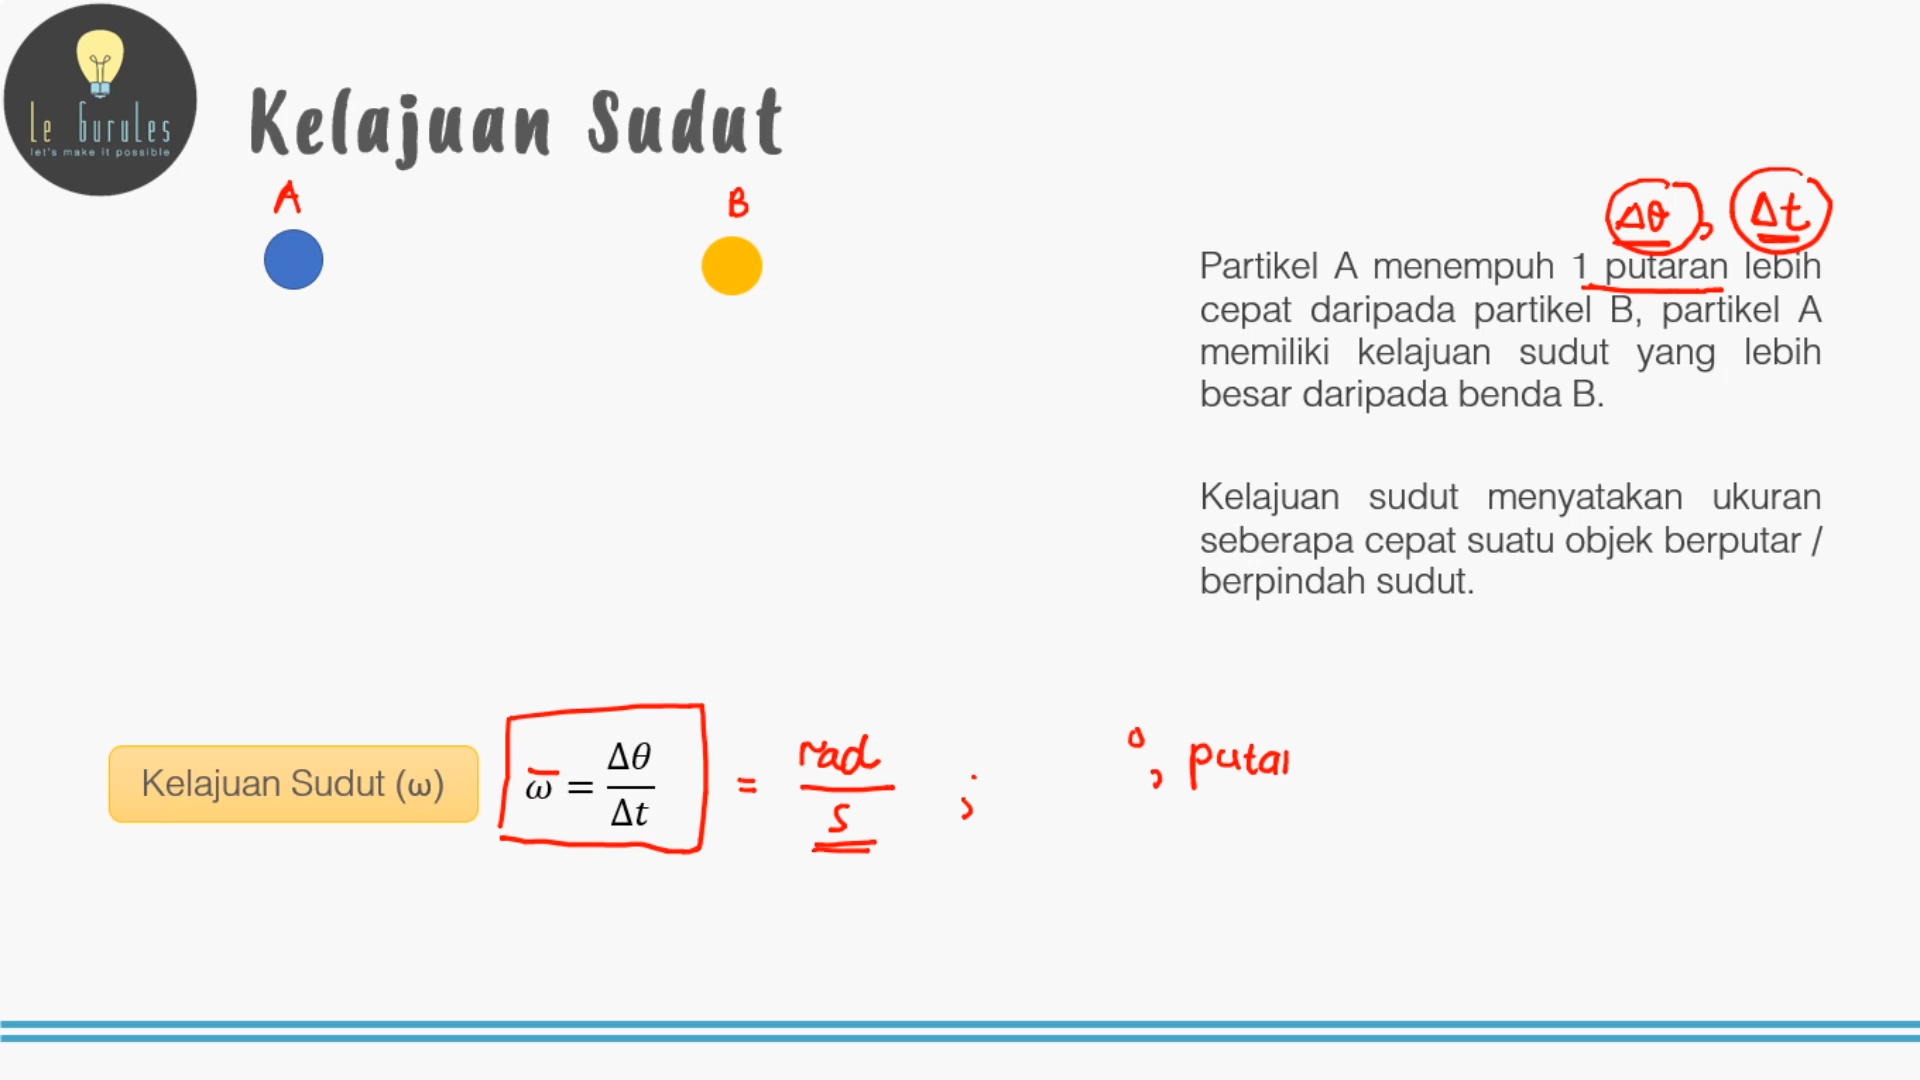 Le GuruLes
let's make it possible
Kelajuan Sudut
A
B
Δθ, Δt
Partikel A menempuh 1 putaran lebih
cepat daripada partikel B, partikel A
memiliki kelajuan sudut yang lebih
besar daripada benda B.
Kelajuan sudut menyatakan ukuran
seberapa cepat suatu objek berputar /
berpindah sudut.
Kelajuan Sudut (ω)
ω̅ = Δθ/Δt = rad/s ; °, putar